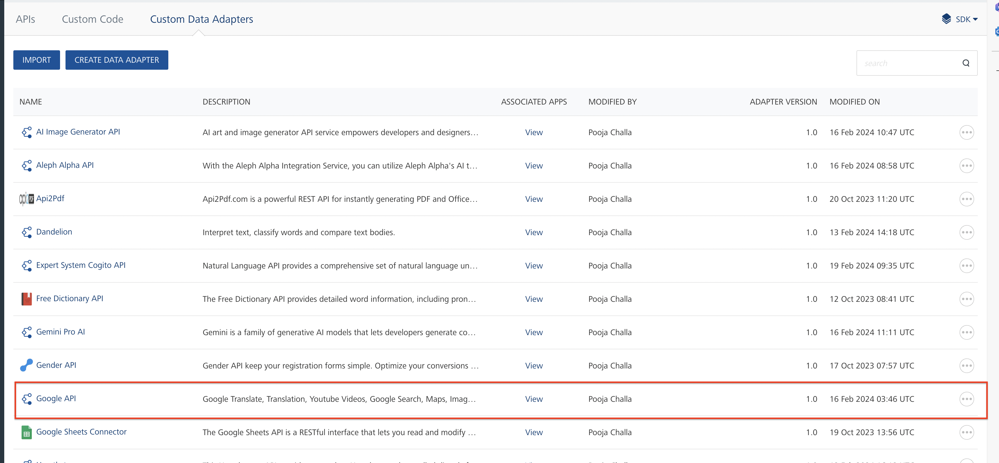 APIs Custom Code Custom Data Adapters SDK
IMPORT CREATE DATA ADAPTER search
NAME DESCRIPTION ASSOCIATED APPS MODIFIED BY ADAPTER VERSION MODIFIED ON
AI Image Generator API AI art and image generator API service empowers developers and designers... View Pooja Challa 1.0 16 Feb 2024 10:47 UTC
Aleph Alpha API With the Aleph Alpha Integration Service, you can utilize Aleph Alpha's AI t... View Pooja Challa 1.0 16 Feb 2024 08:58 UTC
api2PDF Api2Pdf Api2Pdf.com is a powerful REST API for instantly generating PDF and Office... View Pooja Challa 1.0 20 Oct 2023 11:20 UTC
Dandelion Interpret text, classify words and compare text bodies. View Pooja Challa 1.0 13 Feb 2024 14:18 UTC
Expert System Cogito API Natural Language API provides a comprehensive set of natural language un... View Pooja Challa 1.0 19 Feb 2024 09:35 UTC
Free Dictionary API The Free Dictionary API provides detailed word information, including pron... View Pooja Challa 1.0 12 Oct 2023 08:41 UTC
Gemini Pro AI Gemini is a family of generative AI models that lets developers generate co... View Pooja Challa 1.0 16 Feb 2024 11:11 UTC
Gender API Gender API keep your registration forms simple. Optimize your conversions ... View Pooja Challa 1.0 17 Oct 2023 07:57 UTC
Google API Google Translate, Translation, Youtube Videos, Google Search, Maps, Imag... View Pooja Challa 1.0 16 Feb 2024 03:46 UTC
Google Sheets Connector The Google Sheets API is a RESTful interface that lets you read and modify ... View Pooja Challa 1.0 19 Oct 2023 13:56 UTC